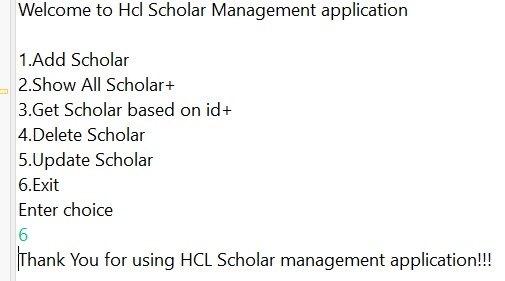 Welcome to Hcl Scholar Management application
1.Add Scholar
2.Show All Scholar+
3.Get Scholar based on id+
4.Delete Scholar
5.Update Scholar
6.Exit
Enter choice
6
Thank You for using HCL Scholar management application!!!